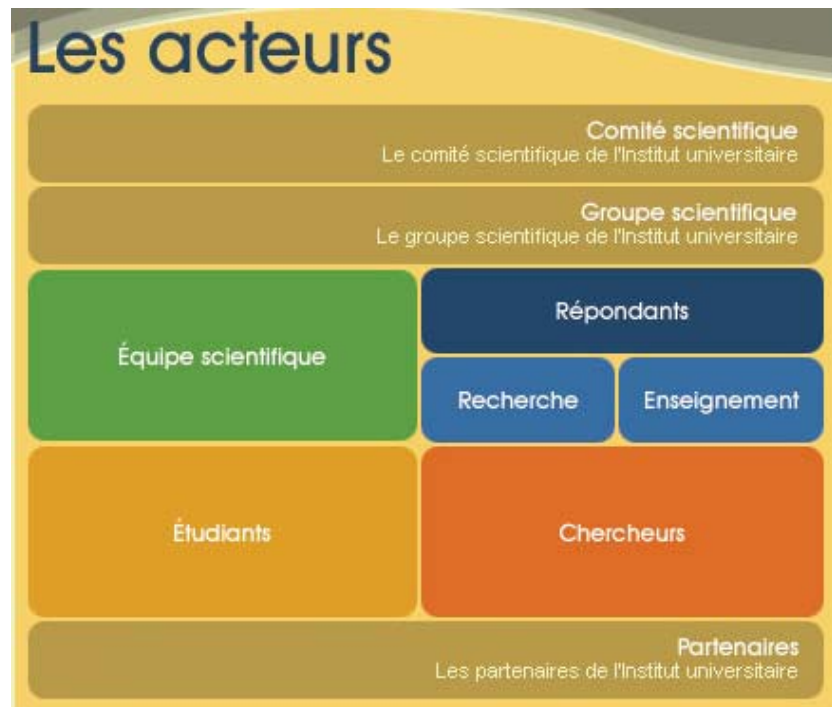 Les acteurs
Comité scientifique
Le comité scientifique de l'Institut universitaire
Groupe scientifique
Le groupe scientifique de l'Institut universitaire
Équipe scientifique
Répondants
Recherche
Enseignement
Étudiants
Chercheurs
Partenaires
Les partenaires de l'Institut universitaire